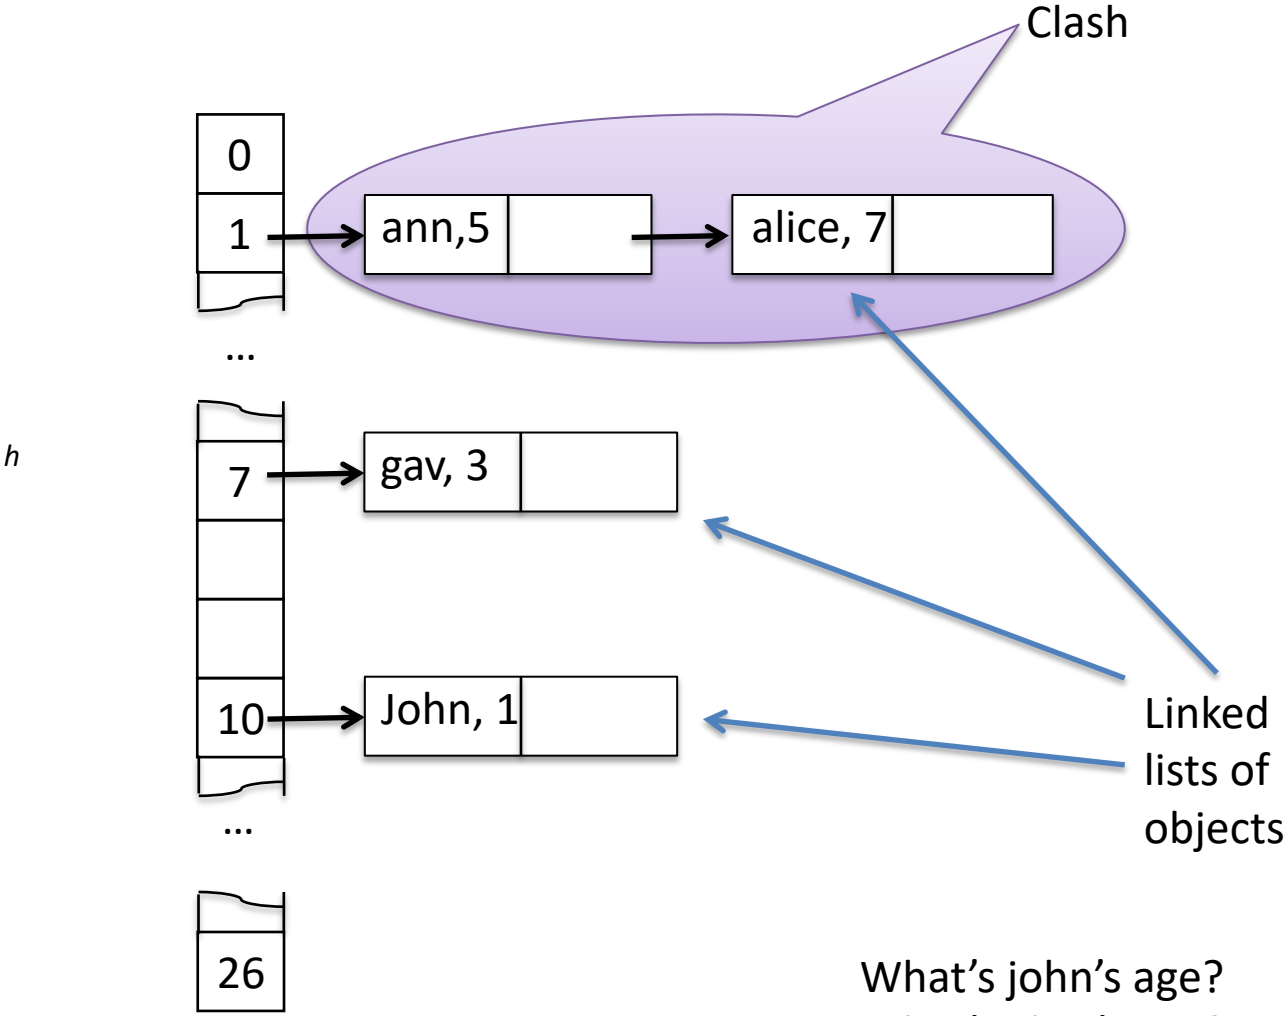 Clash
0
1
ann,5
alice, 7
...
h
7
gav, 3
10
John, 1
Linked
lists of
objects
...
26
What’s john’s age?